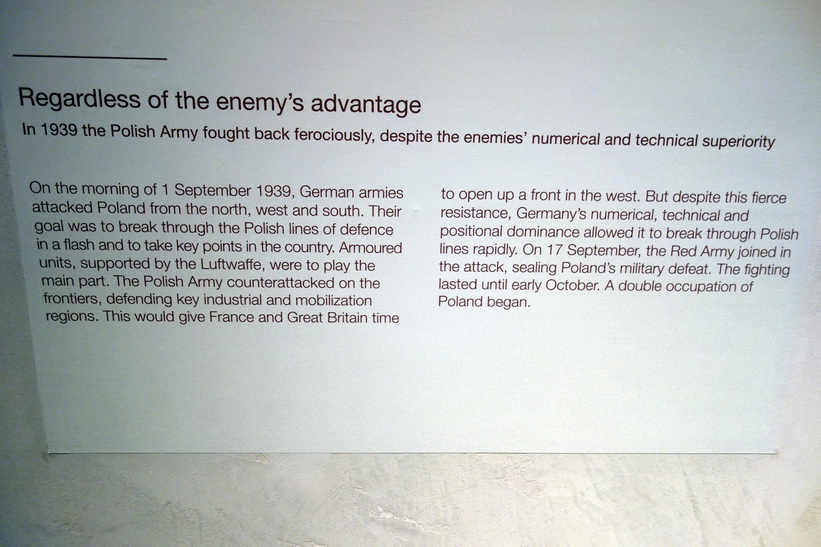 Regardless of the enemy's advantage
In 1939 the Polish Army fought back ferociously, despite the enemies' numerical and technical superiority
On the morning of 1 September 1939, German armies
attacked Poland from the north, west and south. Their
goal was to break through the Polish lines of defence
in a flash and to take key points in the country. Armoured
units, supported by the Luftwaffe, were to play the
main part. The Polish Army counterattacked on the
frontiers, defending key industrial and mobilization
regions. This would give France and Great Britain time
to open up a front in the west. But despite this fierce
resistance, Germany's numerical, technical and
positional dominance allowed it to break through Polish
lines rapidly. On 17 September, the Red Army joined in
the attack, sealing Poland's military defeat. The fighting
lasted until early October. A double occupation of
Poland began.